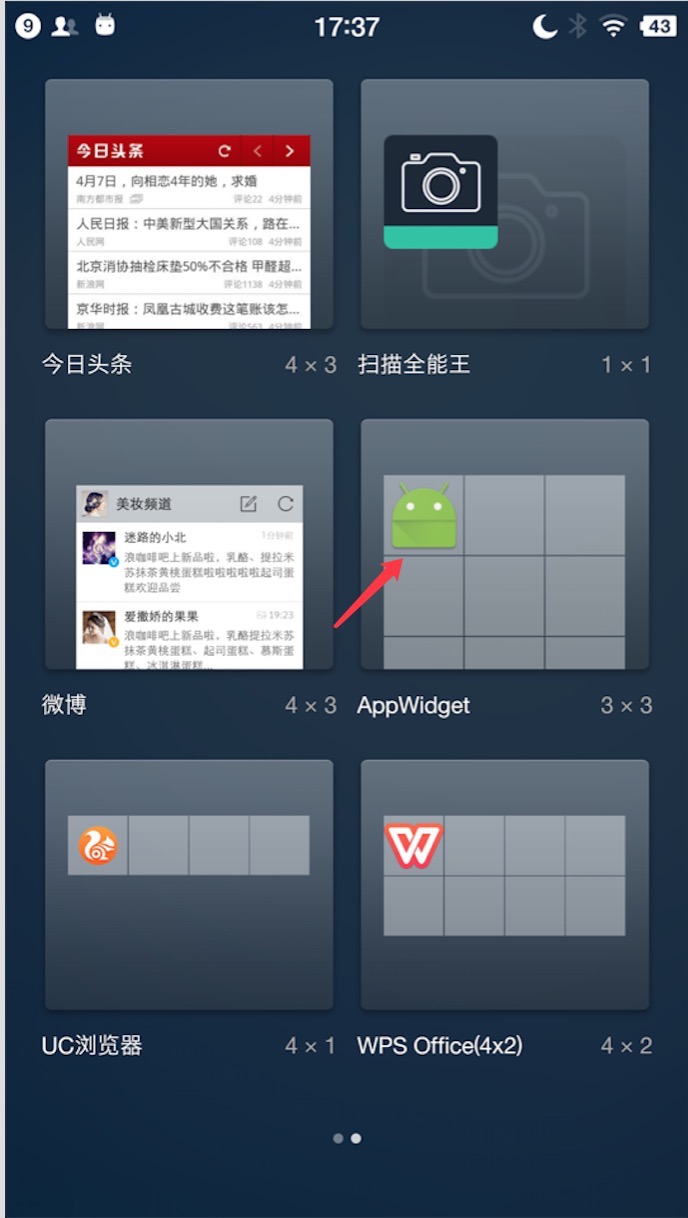 9
17:37
43
今日头条
4月7日，向相恋4年的她，求婚
南方都市报 评论22 4分钟前
人民日报：中美新型大国关系，路在...
人民网 评论108 4分钟前
北京消协抽检床垫50%不合格 甲醛超...
新浪网 评论1138 4分钟前
京华时报：凤凰古城收费这笔账该怎...
新浪网 评论563 4分钟前
今日头条 4 × 3
扫描全能王 1 × 1
美妆频道
迷路的小北 1分钟前
浪咖啡吧上新品啦，乳酪、提拉米
苏抹茶黄桃蛋糕啦啦啦啦啦起司蛋
糕欢迎品尝
爱撒娇的果果 19:23
浪咖啡吧上新品啦，乳酪提拉米苏
抹茶黄桃蛋糕、起司蛋糕、慕斯蛋
糕、冰淇淋蛋糕...
微博 4 × 3
AppWidget 3 × 3
UC浏览器 4 × 1
WPS Office(4x2) 4 × 2